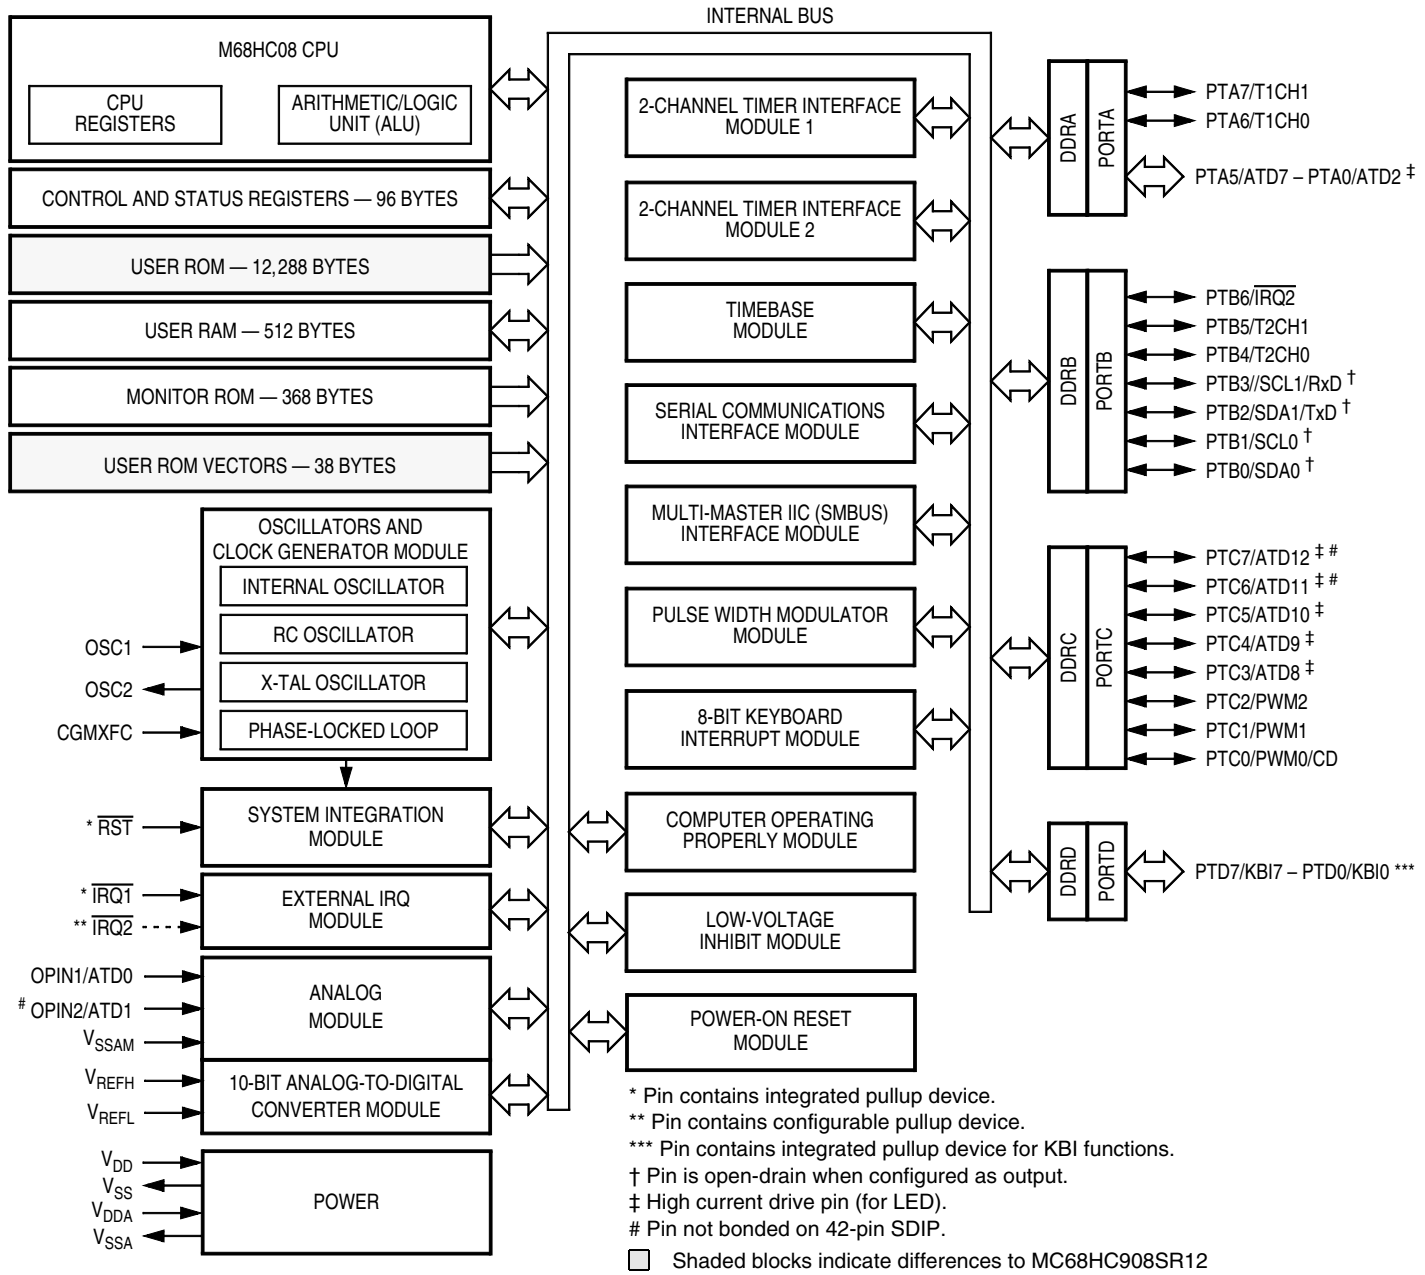 INTERNAL BUS
M68HC08 CPU
CPU
REGISTERS
ARITHMETIC/LOGIC
UNIT (ALU)
CONTROL AND STATUS REGISTERS — 96 BYTES
USER ROM — 12,288 BYTES
USER RAM — 512 BYTES
MONITOR ROM — 368 BYTES
USER ROM VECTORS — 38 BYTES
OSCILLATORS AND
CLOCK GENERATOR MODULE
INTERNAL OSCILLATOR
RC OSCILLATOR
X-TAL OSCILLATOR
PHASE-LOCKED LOOP
OSC1
OSC2
CGMXFC
SYSTEM INTEGRATION
MODULE
* RST
EXTERNAL IRQ
MODULE
* IRQ1
** IRQ2
ANALOG
MODULE
OPIN1/ATD0
# OPIN2/ATD1
VSSAM
10-BIT ANALOG-TO-DIGITAL
CONVERTER MODULE
VREFH
VREFL
POWER
VDD
VSS
VDDA
VSSA
2-CHANNEL TIMER INTERFACE
MODULE 1
2-CHANNEL TIMER INTERFACE
MODULE 2
TIMEBASE
MODULE
SERIAL COMMUNICATIONS
INTERFACE MODULE
MULTI-MASTER IIC (SMBUS)
INTERFACE MODULE
PULSE WIDTH MODULATOR
MODULE
8-BIT KEYBOARD
INTERRUPT MODULE
COMPUTER OPERATING
PROPERLY MODULE
LOW-VOLTAGE
INHIBIT MODULE
POWER-ON RESET
MODULE
DDRA
PORTA
PTA7/T1CH1
PTA6/T1CH0
PTA5/ATD7 – PTA0/ATD2 ‡
DDRB
PORTB
PTB6/IRQ2
PTB5/T2CH1
PTB4/T2CH0
PTB3//SCL1/RxD †
PTB2/SDA1/TxD †
PTB1/SCL0 †
PTB0/SDA0 †
DDRC
PORTC
PTC7/ATD12 ‡ #
PTC6/ATD11 ‡ #
PTC5/ATD10 ‡
PTC4/ATD9 ‡
PTC3/ATD8 ‡
PTC2/PWM2
PTC1/PWM1
PTC0/PWM0/CD
DDRD
PORTD
PTD7/KBI7 – PTD0/KBI0 ***
* Pin contains integrated pullup device.
** Pin contains configurable pullup device.
*** Pin contains integrated pullup device for KBI functions.
† Pin is open-drain when configured as output.
‡ High current drive pin (for LED).
# Pin not bonded on 42-pin SDIP.
Shaded blocks indicate differences to MC68HC908SR12